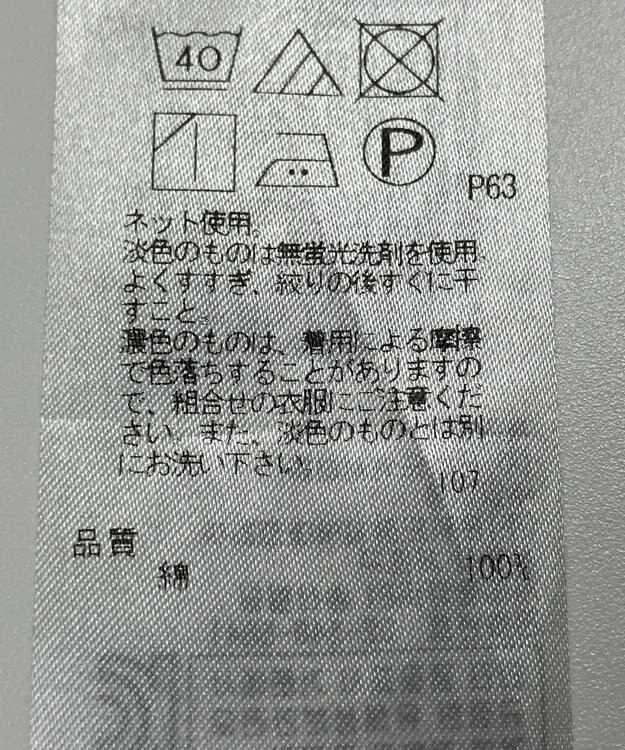 40
P
P63
ネット使用。
淡色のものは無蛍光洗剤を使用
よくすすぎ、絞りの後すぐに干
すこと。
濃色のものは、着用による摩擦
で色落ちすることがありますの
で、組合せの衣服にご注意くだ
さい。また、淡色のものとは別
にお洗い下さい。
107
品質
綿 100%